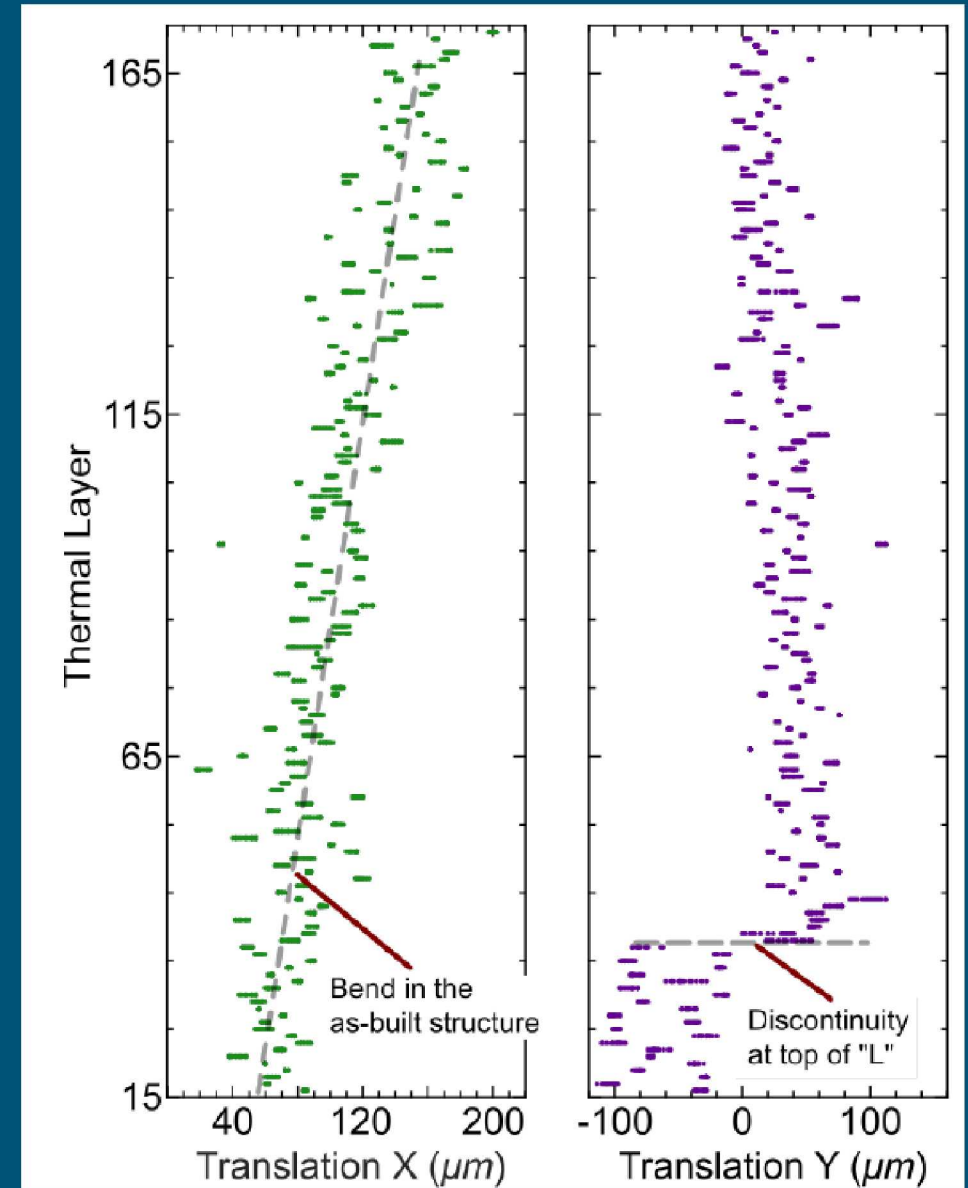 165
115
65
15
Thermal Layer
40 120 200
Translation X (µm)
Bend in the
as-built structure
-100 0 100
Translation Y (µm)
Discontinuity
at top of "L"